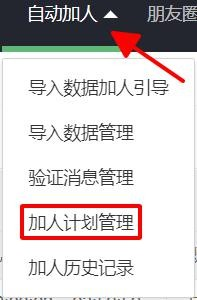 自动加人 朋友圈
导入数据加人引导
导入数据管理
验证消息管理
加人计划管理
加人历史记录